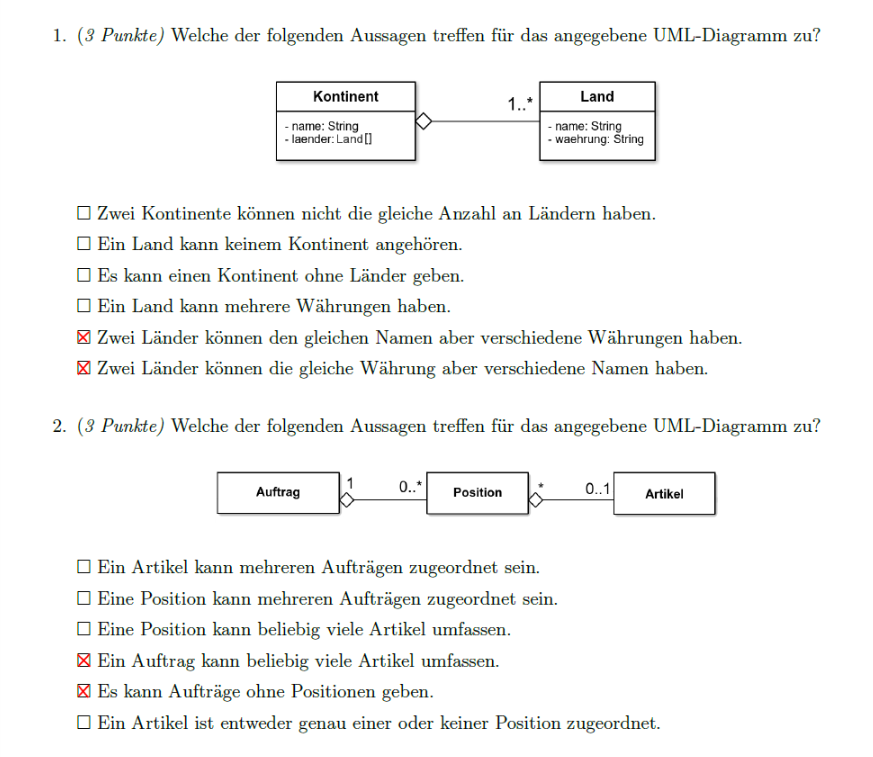 1. (3 Punkte) Welche der folgenden Aussagen treffen für das angegebene UML-Diagramm zu?
Kontinent
- name: String
- laender: Land[]
1..*
Land
- name: String
- waehrung: String
☐ Zwei Kontinente können nicht die gleiche Anzahl an Ländern haben.
☐ Ein Land kann keinem Kontinent angehören.
☐ Es kann einen Kontinent ohne Länder geben.
☐ Ein Land kann mehrere Währungen haben.
☒ Zwei Länder können den gleichen Namen aber verschiedene Währungen haben.
☒ Zwei Länder können die gleiche Währung aber verschiedene Namen haben.
2. (3 Punkte) Welche der folgenden Aussagen treffen für das angegebene UML-Diagramm zu?
Auftrag 1 0..* Position * 0..1 Artikel
☐ Ein Artikel kann mehreren Aufträgen zugeordnet sein.
☐ Eine Position kann mehreren Aufträgen zugeordnet sein.
☐ Eine Position kann beliebig viele Artikel umfassen.
☒ Ein Auftrag kann beliebig viele Artikel umfassen.
☒ Es kann Aufträge ohne Positionen geben.
☐ Ein Artikel ist entweder genau einer oder keiner Position zugeordnet.